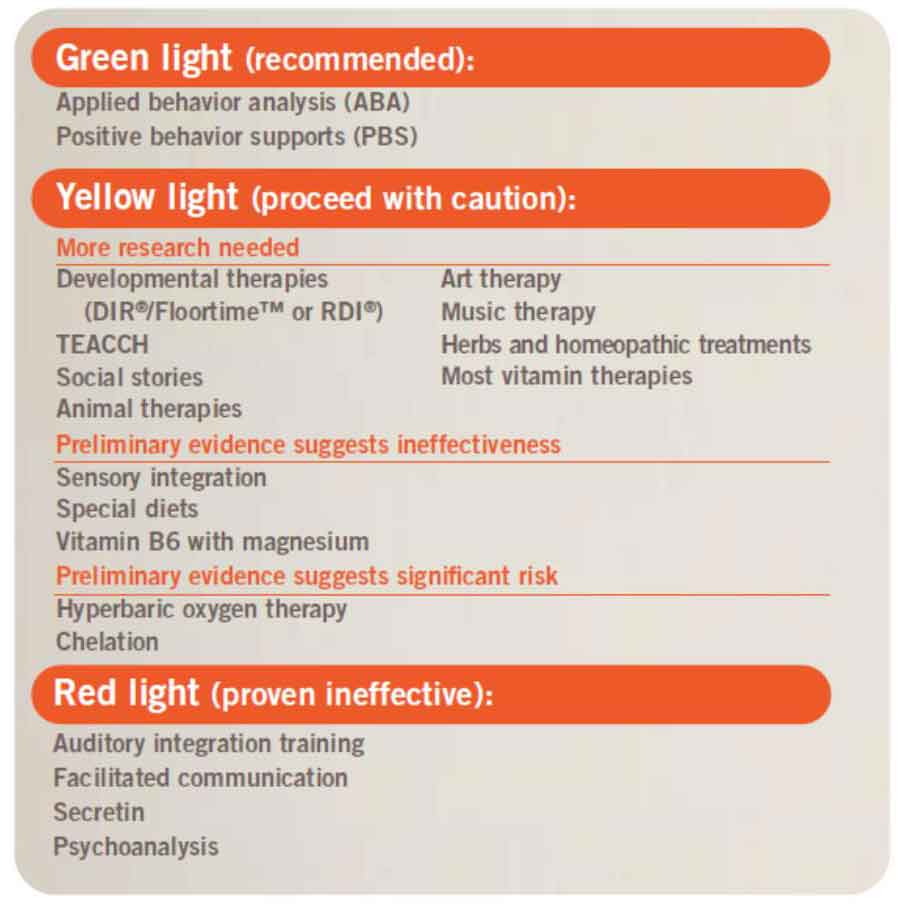 Green light (recommended):
Applied behavior analysis (ABA)
Positive behavior supports (PBS)
Yellow light (proceed with caution):
More research needed
Developmental therapies
(DIR®/Floortime™ or RDI®)
TEACCH
Social stories
Animal therapies
Art therapy
Music therapy
Herbs and homeopathic treatments
Most vitamin therapies
Preliminary evidence suggests ineffectiveness
Sensory integration
Special diets
Vitamin B6 with magnesium
Preliminary evidence suggests significant risk
Hyperbaric oxygen therapy
Chelation
Red light (proven ineffective):
Auditory integration training
Facilitated communication
Secretin
Psychoanalysis